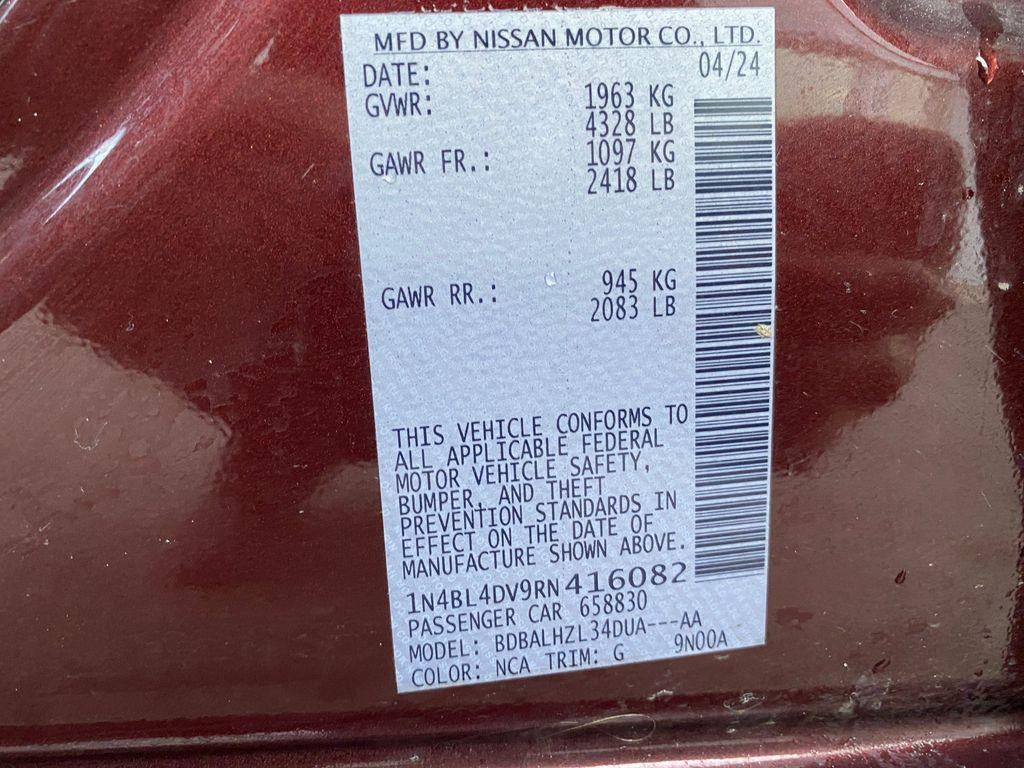 MFD BY NISSAN MOTOR CO., LTD.
DATE: 04/24
GVWR: 1963 KG
4328 LB
GAWR FR.: 1097 KG
2418 LB
GAWR RR.: 945 KG
2083 LB
THIS VEHICLE CONFORMS TO
ALL APPLICABLE FEDERAL
MOTOR VEHICLE SAFETY,
BUMPER, AND THEFT
PREVENTION STANDARDS IN
EFFECT ON THE DATE OF
MANUFACTURE SHOWN ABOVE.
1N4BL4DV9RN416082
PASSENGER CAR 658830
MODEL: BDBALHZL34DUA---AA
COLOR: NCA TRIM: G 9N00A